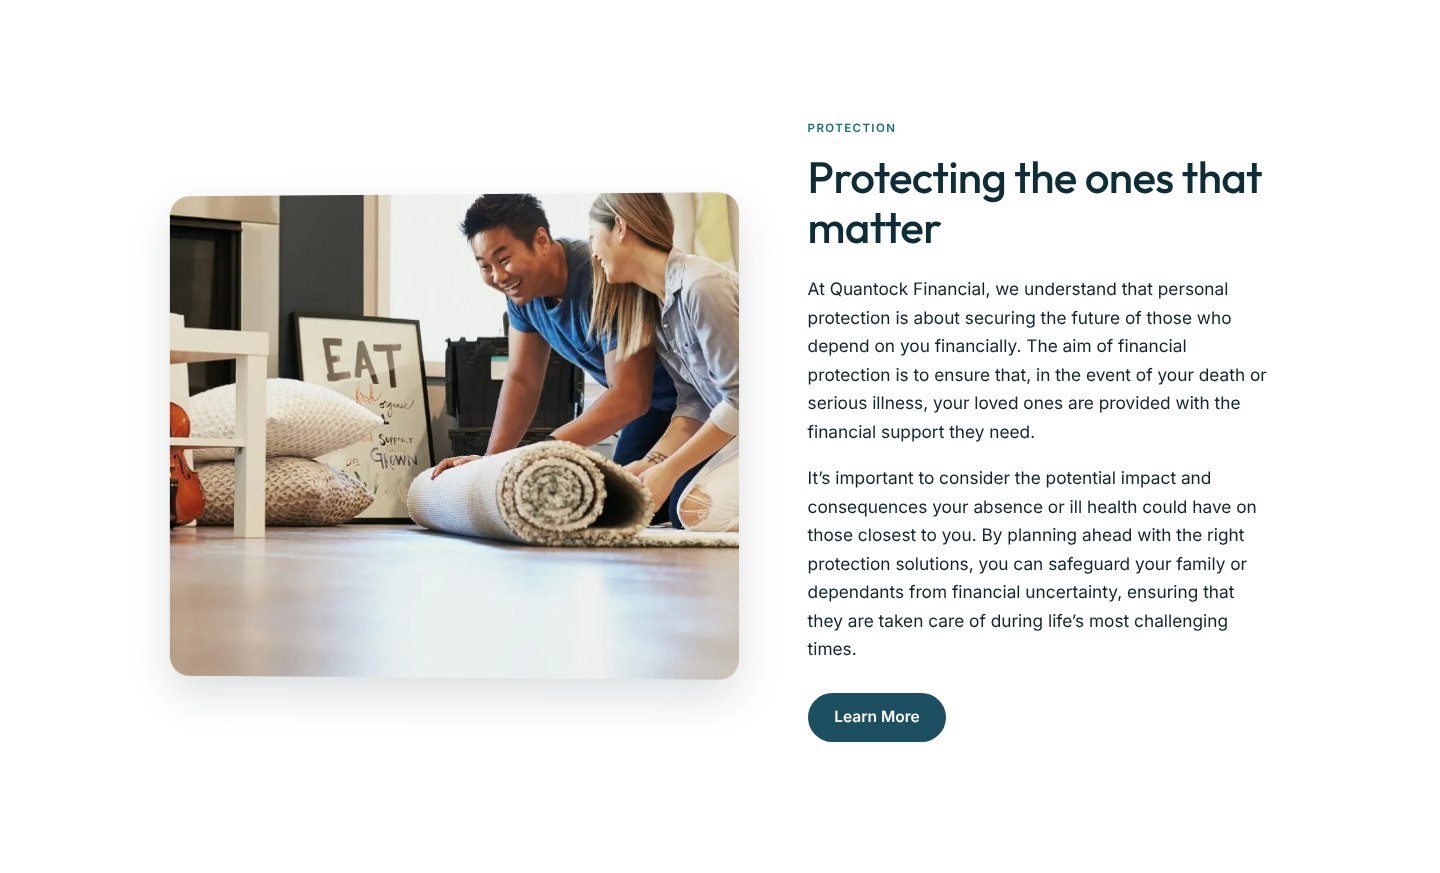 PROTECTION
Protecting the ones that
matter
At Quantock Financial, we understand that personal
protection is about securing the future of those who
depend on you financially. The aim of financial
protection is to ensure that, in the event of your death or
serious illness, your loved ones are provided with the
financial support they need.
It’s important to consider the potential impact and
consequences your absence or ill health could have on
those closest to you. By planning ahead with the right
protection solutions, you can safeguard your family or
dependants from financial uncertainty, ensuring that
they are taken care of during life’s most challenging
times.
Learn More
EAT
fresh
organic
Support
be GROWN